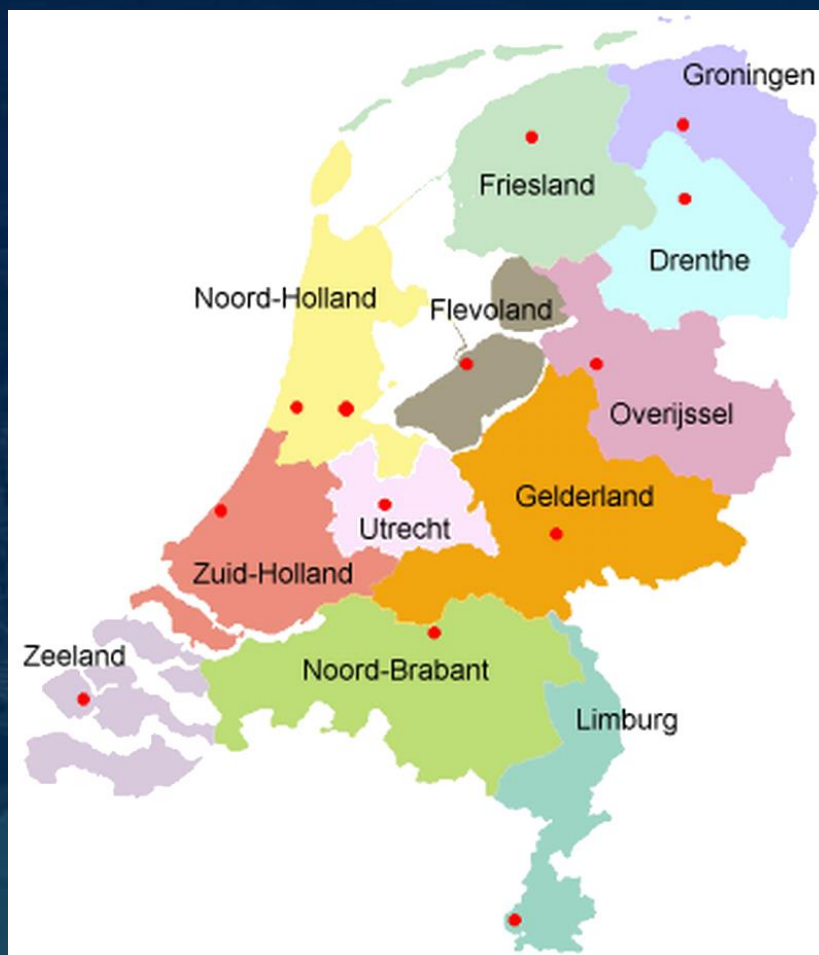 Groningen
Friesland
Drenthe
Noord-Holland
Flevoland
Overijssel
Gelderland
Utrecht
Zuid-Holland
Zeeland
Noord-Brabant
Limburg